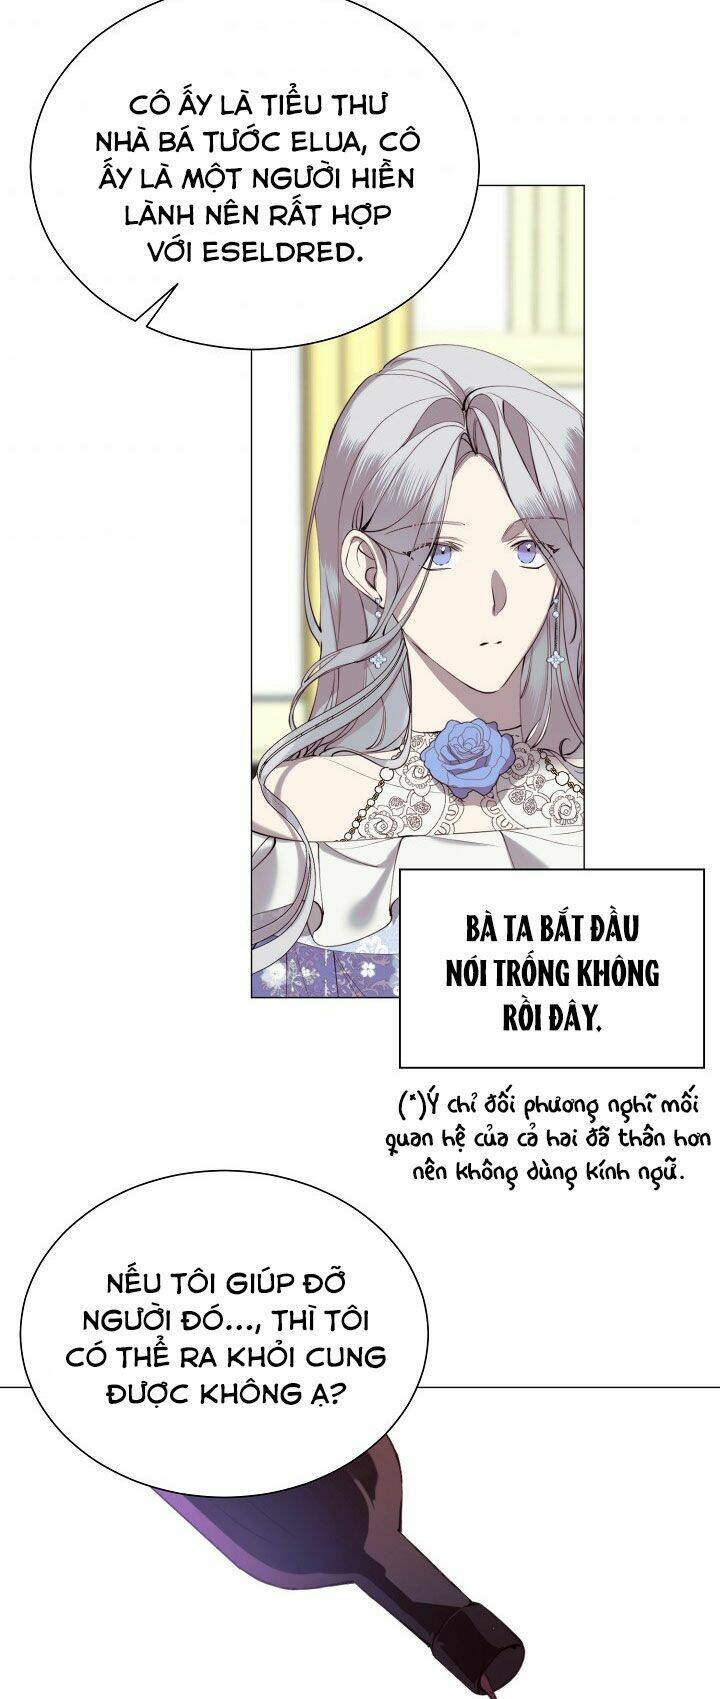 CÔ ẤY LÀ TIỂU THƯ
NHÀ BÁ TƯỚC ELUA, CÔ
ẤY LÀ MỘT NGƯỜI HIỀN
LÀNH NÊN RẤT HỢP
VỚI ESELDRED.
BÀ TA BẮT ĐẦU
NÓI TRỐNG KHÔNG
RỒI ĐÂY.
(*)Ý chỉ đối phương nghĩ mối
quan hệ của cả hai đã thân hơn
nên không dùng kính ngữ.
NẾU TÔI GIÚP ĐỠ
NGƯỜI ĐÓ..., THÌ TÔI
CÓ THỂ RA KHỎI CUNG
ĐƯỢC KHÔNG Ạ?